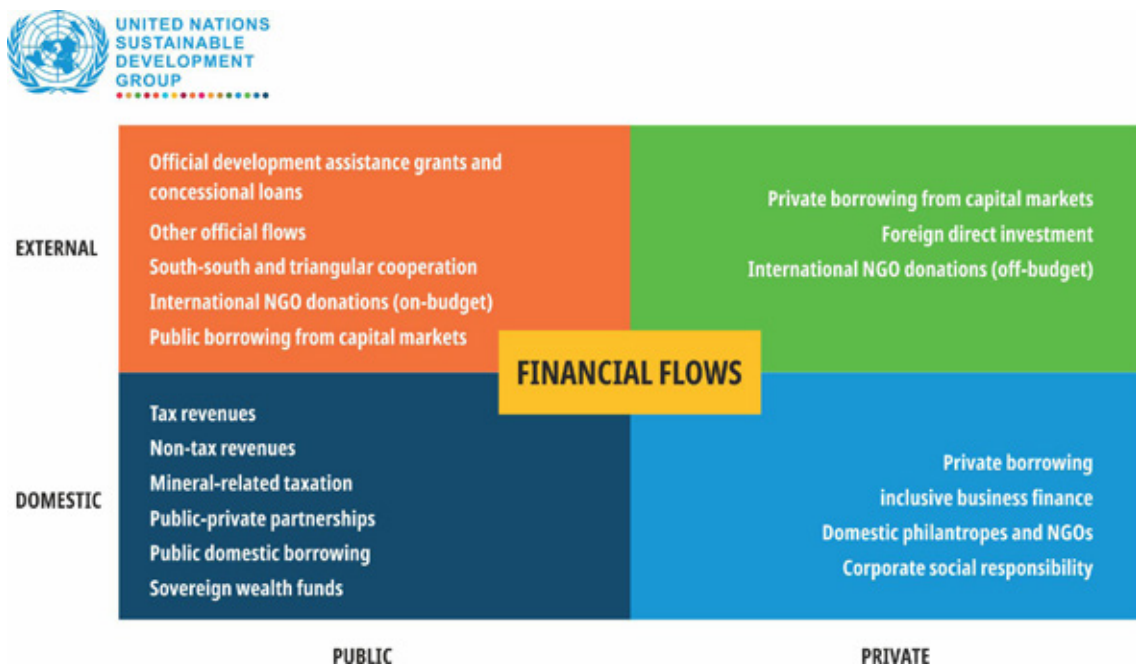 UNITED NATIONS
SUSTAINABLE
DEVELOPMENT
GROUP
EXTERNAL
Official development assistance grants and
concessional loans
Other official flows
South-south and triangular cooperation
International NGO donations (on-budget)
Public borrowing from capital markets
Private borrowing from capital markets
Foreign direct investment
International NGO donations (off-budget)
FINANCIAL FLOWS
DOMESTIC
Tax revenues
Non-tax revenues
Mineral-related taxation
Public-private partnerships
Public domestic borrowing
Sovereign wealth funds
Private borrowing
inclusive business finance
Domestic philantropes and NGOs
Corporate social responsibility
PUBLIC
PRIVATE